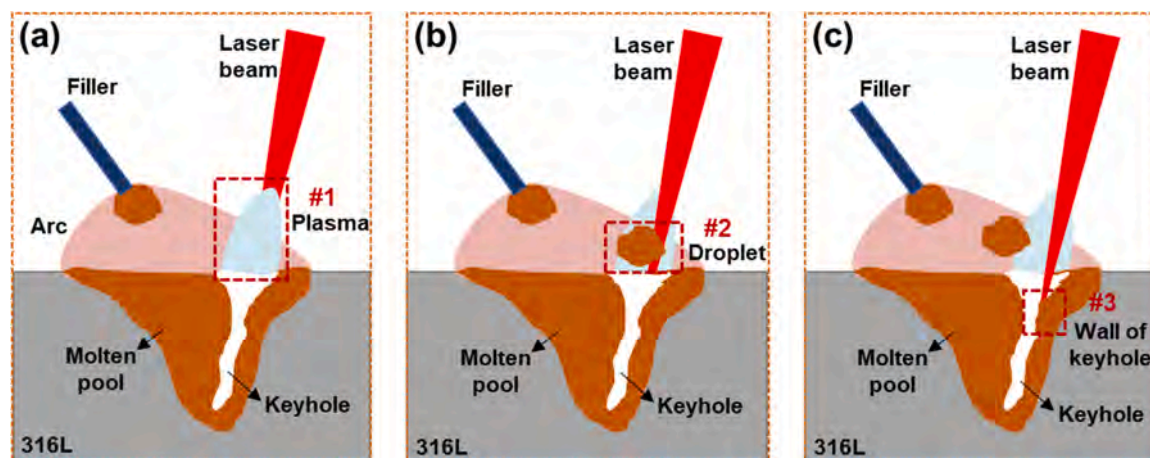 (a)
Laser
beam
Filler
#1
Plasma
Arc
Molten
pool
Keyhole
316L
(b)
Laser
beam
Filler
#2
Droplet
Molten
pool
Keyhole
316L
(c)
Laser
beam
Filler
#3
Wall of
keyhole
Molten
pool
Keyhole
316L